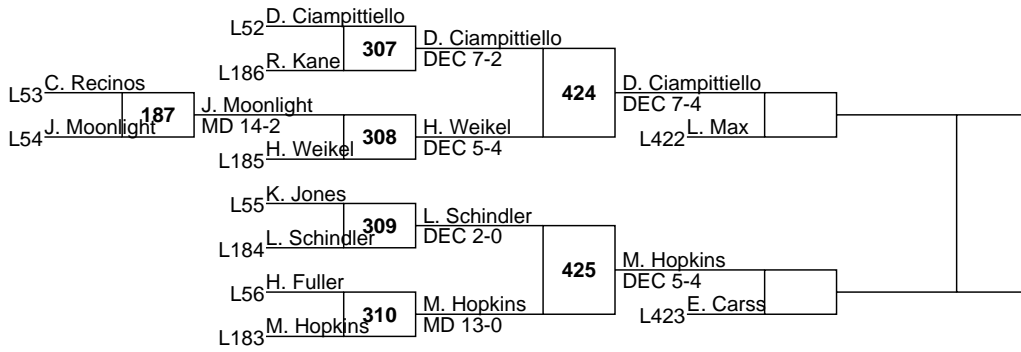 D. Ciampittiello
L52
307
D. Ciampittiello
DEC 7-2
R. Kane
L186
424
D. Ciampittiello
DEC 7-4
C. Recinos
L53
187
J. Moonlight
MD 14-2
J. Moonlight
L54
308
H. Weikel
DEC 5-4
L. Max
L422
H. Weikel
L185
K. Jones
L55
309
L. Schindler
DEC 2-0
L. Schindler
L184
425
M. Hopkins
DEC 5-4
H. Fuller
L56
310
M. Hopkins
MD 13-0
E. Carss
L423
M. Hopkins
L183